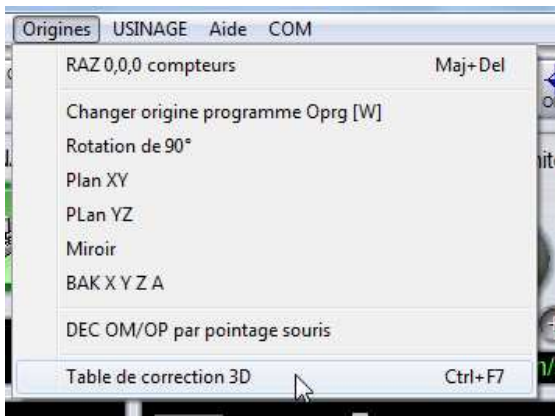 Origines USINAGE Aide COM
RAZ 0,0,0 compteurs Maj+Del
Changer origine programme Oprg [W]
Rotation de 90°
Plan XY
PLan YZ
Miroir
BAK X Y Z A
DEC OM/OP par pointage souris
Table de correction 3D Ctrl+F7